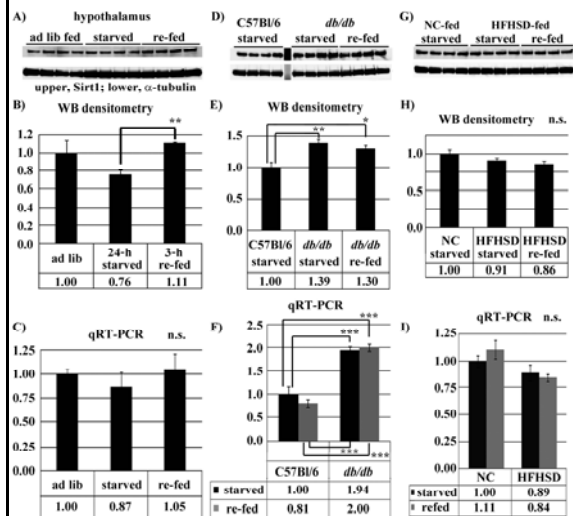 A) hypothalamus
ad lib fed starved re-fed
upper, Sirt1; lower, α-tubulin
B) WB densitometry
**
1.2
1.0
0.8
0.6
0.4
0.2
0.0
ad lib 24-h starved 3-h re-fed
1.00 0.76 1.11
C) qRT-PCR n.s.
1.25
1.00
0.75
0.50
0.25
0.00
ad lib starved re-fed
1.00 0.87 1.05
D) C57Bl/6 db/db
starved starved re-fed
E) WB densitometry
*
**
1.5
1.0
0.5
0.0
C57Bl/6 starved db/db starved db/db re-fed
1.00 1.39 1.30
F) qRT-PCR
***
***
2.5
2.0
1.5
1.0
0.5
0.0
***
***
C57Bl/6 db/db
starved 1.00 1.94
re-fed 0.81 2.00
G) NC-fed HFHSD-fed
starved starved re-fed
H) WB densitometry n.s.
1.5
1.0
0.5
0.0
NC starved HFHSD starved HFHSD re-fed
1.00 0.91 0.86
I) qRT-PCR n.s.
1.25
1.00
0.75
0.50
0.25
0.00
NC HFHSD
starved 1.00 0.89
re-fed 1.11 0.84